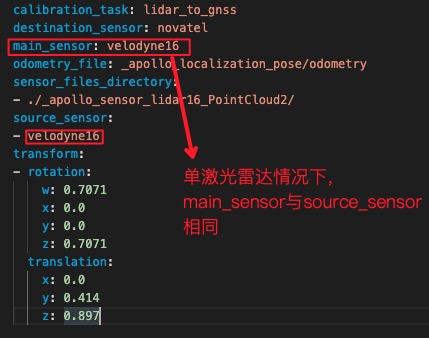 calibration_task: lidar_to_gnss
destination_sensor: novatel
main_sensor: velodyne16
odometry_file: _apollo_localization_pose/odometry
sensor_files_directory:
- ./_apollo_sensor_lidar16_PointCloud2/
source_sensor:
- velodyne16
transform:
- rotation:
w: 0.7071
x: 0.0
y: 0.0
z: 0.7071
translation:
x: 0.0
y: 0.414
z: 0.897
单激光雷达情况下，
main_sensor与source_sensor
相同